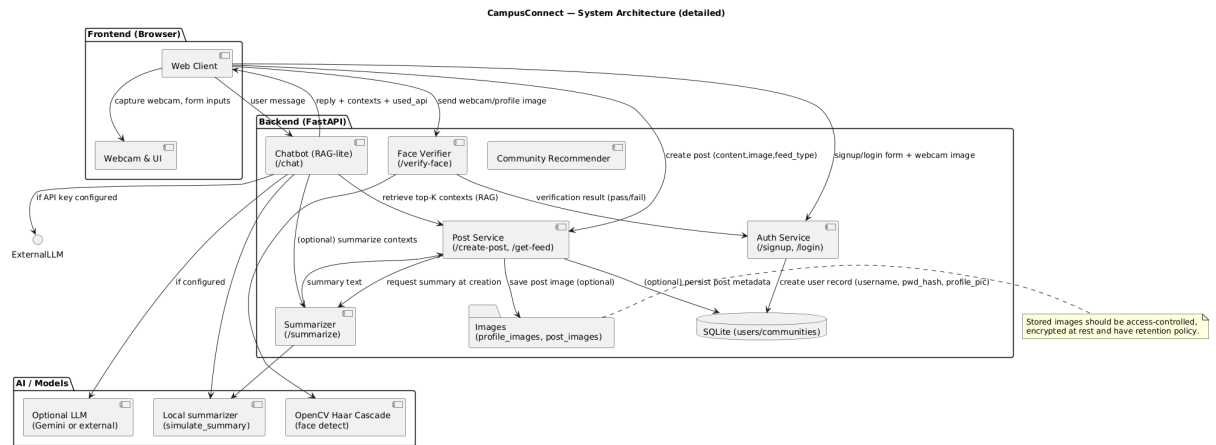 CampusConnect — System Architecture (detailed)
Frontend (Browser)
Web Client
capture webcam, form inputs
user message
reply + contexts + used_api
send webcam/profile image
Webcam & UI
Backend (FastAPI)
Chatbot (RAG-lite)
(/chat)
Face Verifier
(/verify-face)
Community Recommender
create post (content,image,feed_type)
signup/login form + webcam image
if API key configured
retrieve top-K contexts (RAG)
verification result (pass/fail)
ExternalLLM
(optional) summarize contexts
Post Service
(/create-post, /get-feed)
Auth Service
(/signup, /login)
if configured
summary text
request summary at creation
save post image (optional)
(optional) persist post metadata
create user record (username, pwd_hash, profile_pic)
Summarizer
(/summarize)
Images
(profile_images, post_images)
SQLite (users/communities)
Stored images should be access-controlled,
encrypted at rest and have retention policy.
AI / Models
Optional LLM
(Gemini or external)
Local summarizer
(simulate_summary)
OpenCV Haar Cascade
(face detect)